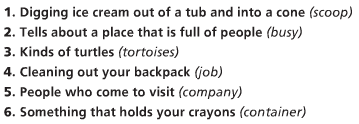 1. Digging ice cream out of a tub and into a cone (scoop)
2. Tells about a place that is full of people (busy)
3. Kinds of turtles (tortoises)
4. Cleaning out your backpack (job)
5. People who come to visit (company)
6. Something that holds your crayons (container)